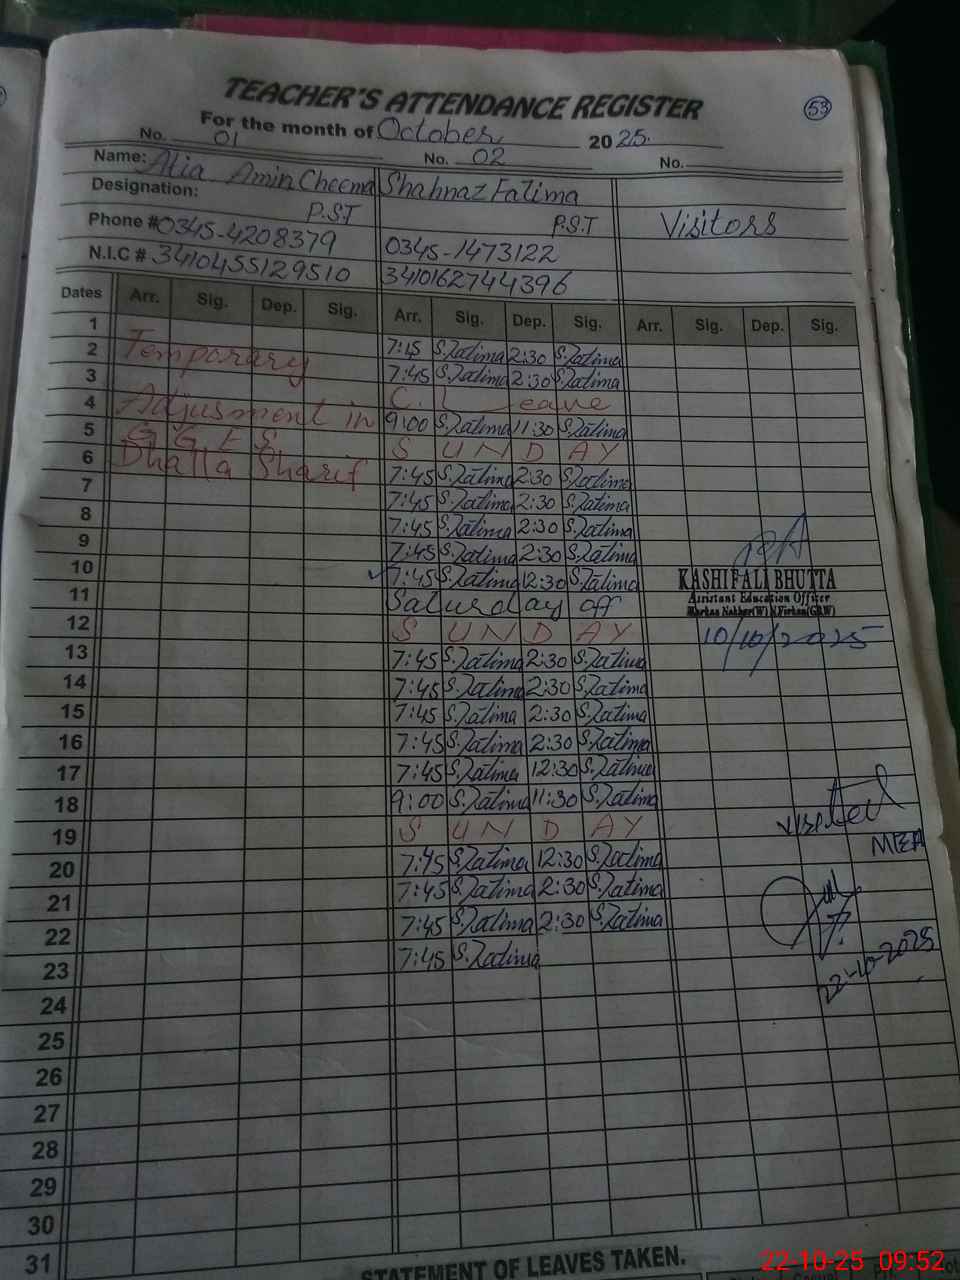 53
TEACHER'S ATTENDANCE REGISTER
For the month of October 2025.
No. 01 No. 02 No.
Name: Alia Amin Cheema Shahnaz Fatima
Designation: P.S.T P.S.T Visitors
Phone # 0345-4208379 0345-1473122
N.I.C # 3410455129510 3410162744396
Dates Arr. Sig. Dep. Sig. Arr. Sig. Dep. Sig. Arr. Sig. Dep. Sig.
1 7:45 S.Fatima 2:30 S.Fatima
2 Temporary 7:45 S.Fatima 2:30 S.Fatima
3 C. Leave
4 Adjusment in 9:00 S.Fatima 11:30 S.Fatima
5 G G E S SUNDAY
6 Dhalla Sharif 7:45 S.Fatima 2:30 S.Fatima
7 7:45 S.Fatima 2:30 S.Fatima
8 7:45 S.Fatima 2:30 S.Fatima
9 7:45 S.Fatima 2:30 S.Fatima
10 7:45 S.Fatima 12:30 S.Fatima KASHIF ALI BHUTTA
Assistant Education Officer
11 Saturday off
12 SUNDAY 10/10/2025
13 7:45 S.Fatima 2:30 S.Fatima
14 7:45 S.Fatima 2:30 S.Fatima
15 7:45 S.Fatima 2:30 S.Fatima
16 7:45 S.Fatima 2:30 S.Fatima
17 7:45 S.Fatima 12:30 S.Fatima
18 9:00 S.Fatima 11:30 S.Fatima visited
19 SUNDAY MEA
20 7:45 S.Fatima 12:30 S.Fatima
21 7:45 S.Fatima 2:30 S.Fatima
22 7:45 S.Fatima 2:30 S.Fatima
23 7:45 S.Fatima 22-10-2025
24
25
26
27
28
29
30
31
STATEMENT OF LEAVES TAKEN.
22-10-25 09:52